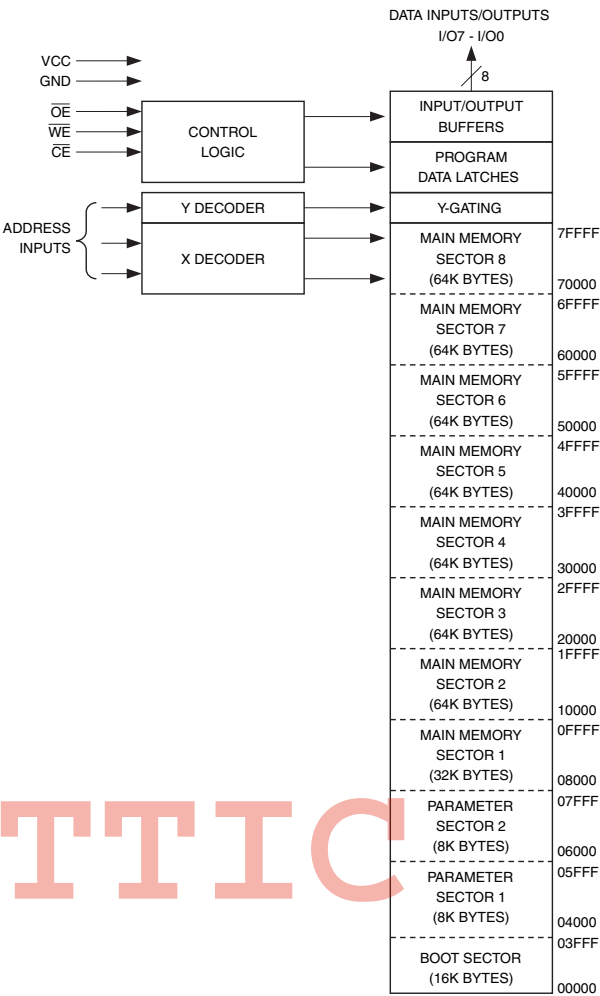 DATA INPUTS/OUTPUTS
I/O7 - I/O0
8
VCC
GND
OE
WE
CE
CONTROL
LOGIC
INPUT/OUTPUT
BUFFERS
PROGRAM
DATA LATCHES
ADDRESS
INPUTS
Y DECODER
Y-GATING
X DECODER
MAIN MEMORY
SECTOR 8
(64K BYTES)
7FFFF
70000
MAIN MEMORY
SECTOR 7
(64K BYTES)
6FFFF
60000
MAIN MEMORY
SECTOR 6
(64K BYTES)
5FFFF
50000
MAIN MEMORY
SECTOR 5
(64K BYTES)
4FFFF
40000
MAIN MEMORY
SECTOR 4
(64K BYTES)
3FFFF
30000
MAIN MEMORY
SECTOR 3
(64K BYTES)
2FFFF
20000
MAIN MEMORY
SECTOR 2
(64K BYTES)
1FFFF
10000
MAIN MEMORY
SECTOR 1
(32K BYTES)
0FFFF
08000
PARAMETER
SECTOR 2
(8K BYTES)
07FFF
06000
PARAMETER
SECTOR 1
(8K BYTES)
05FFF
04000
BOOT SECTOR
(16K BYTES)
03FFF
00000
TTIC